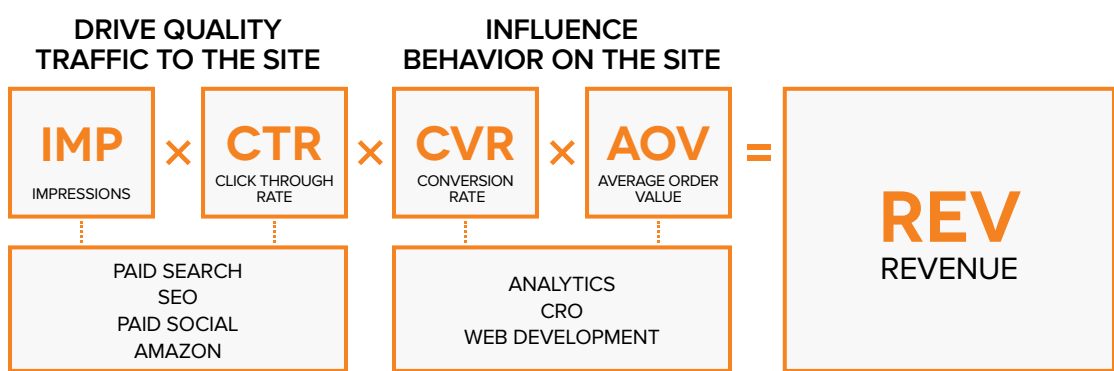 DRIVE QUALITY
TRAFFIC TO THE SITE
INFLUENCE
BEHAVIOR ON THE SITE
IMP
IMPRESSIONS
×
CTR
CLICK THROUGH
RATE
×
CVR
CONVERSION
RATE
×
AOV
AVERAGE ORDER
VALUE
=
REV
REVENUE
PAID SEARCH
SEO
PAID SOCIAL
AMAZON
ANALYTICS
CRO
WEB DEVELOPMENT